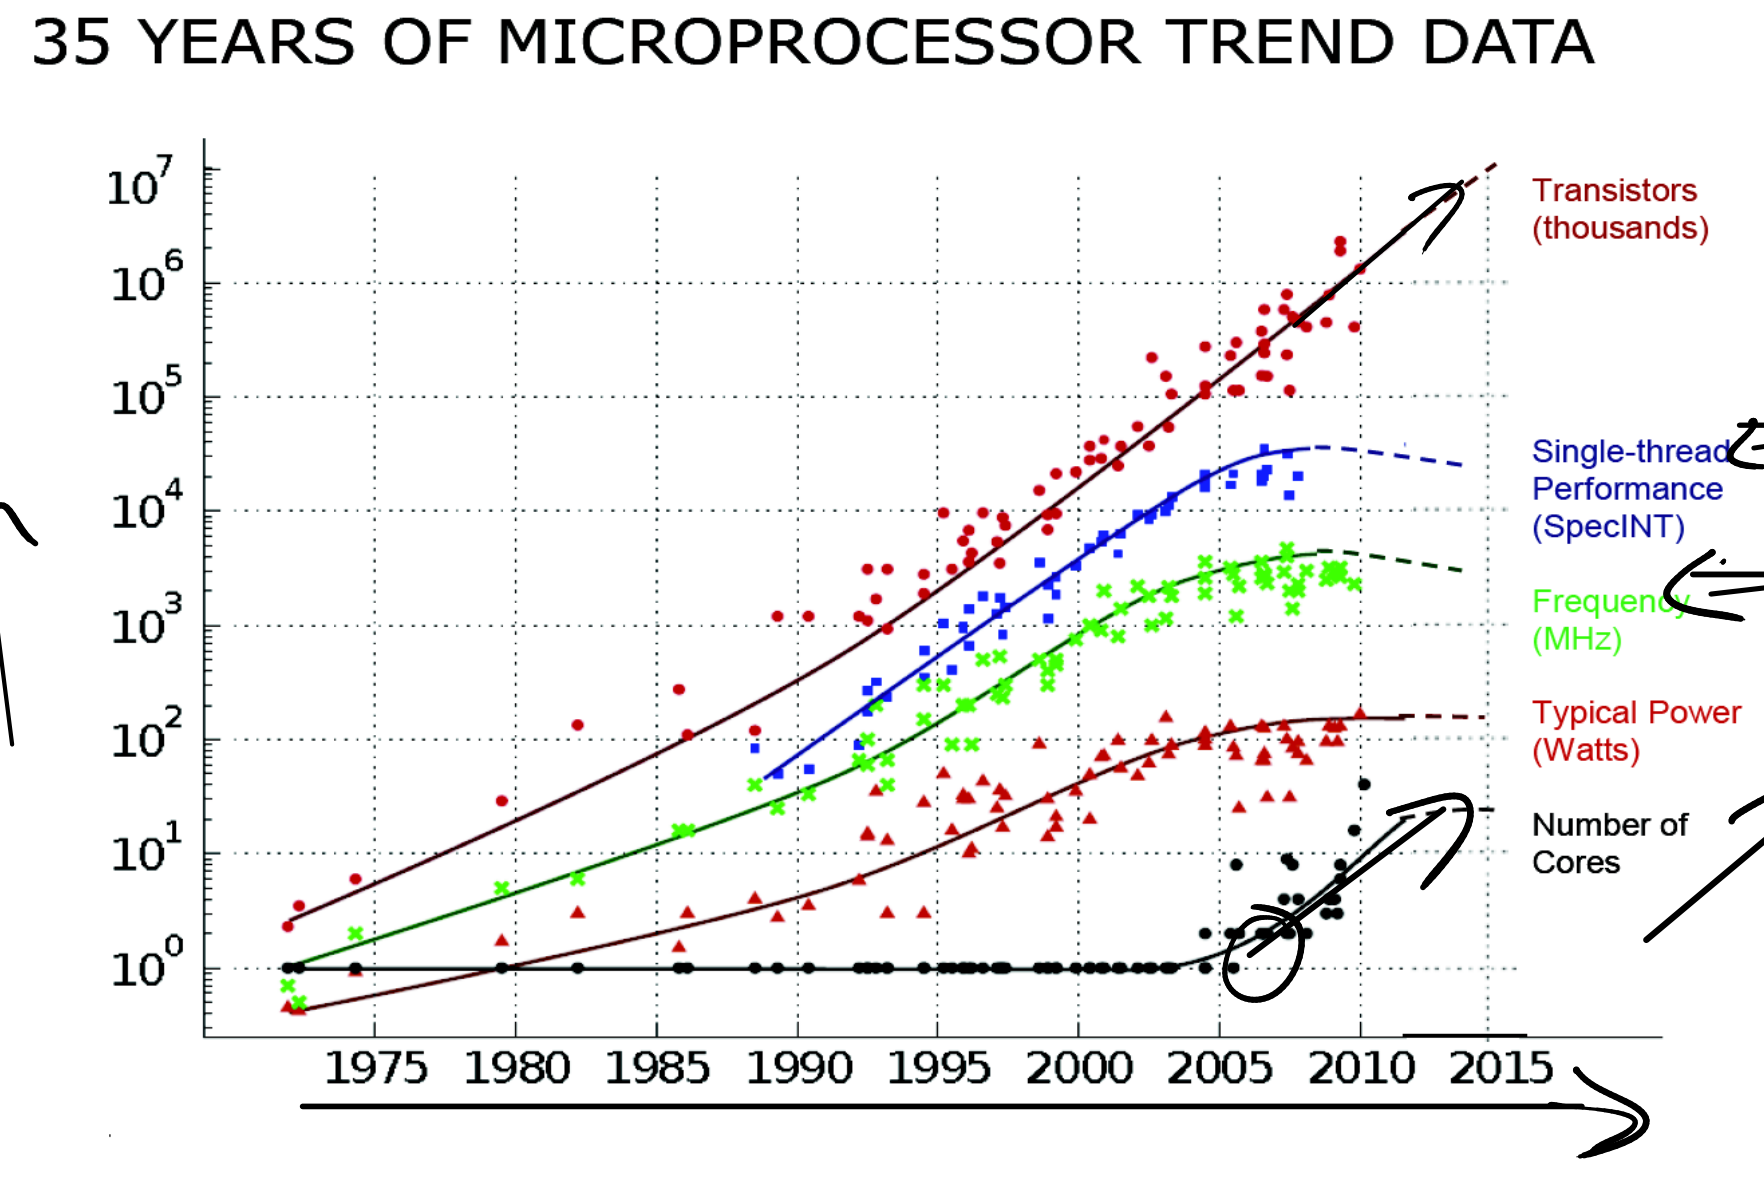 35 YEARS OF MICROPROCESSOR TREND DATA
10^7
10^6
10^5
10^4
10^3
10^2
10^1
10^0
Transistors
(thousands)
Single-thread
Performance
(SpecINT)
Frequency
(MHz)
Typical Power
(Watts)
Number of
Cores
1975 1980 1985 1990 1995 2000 2005 2010 2015